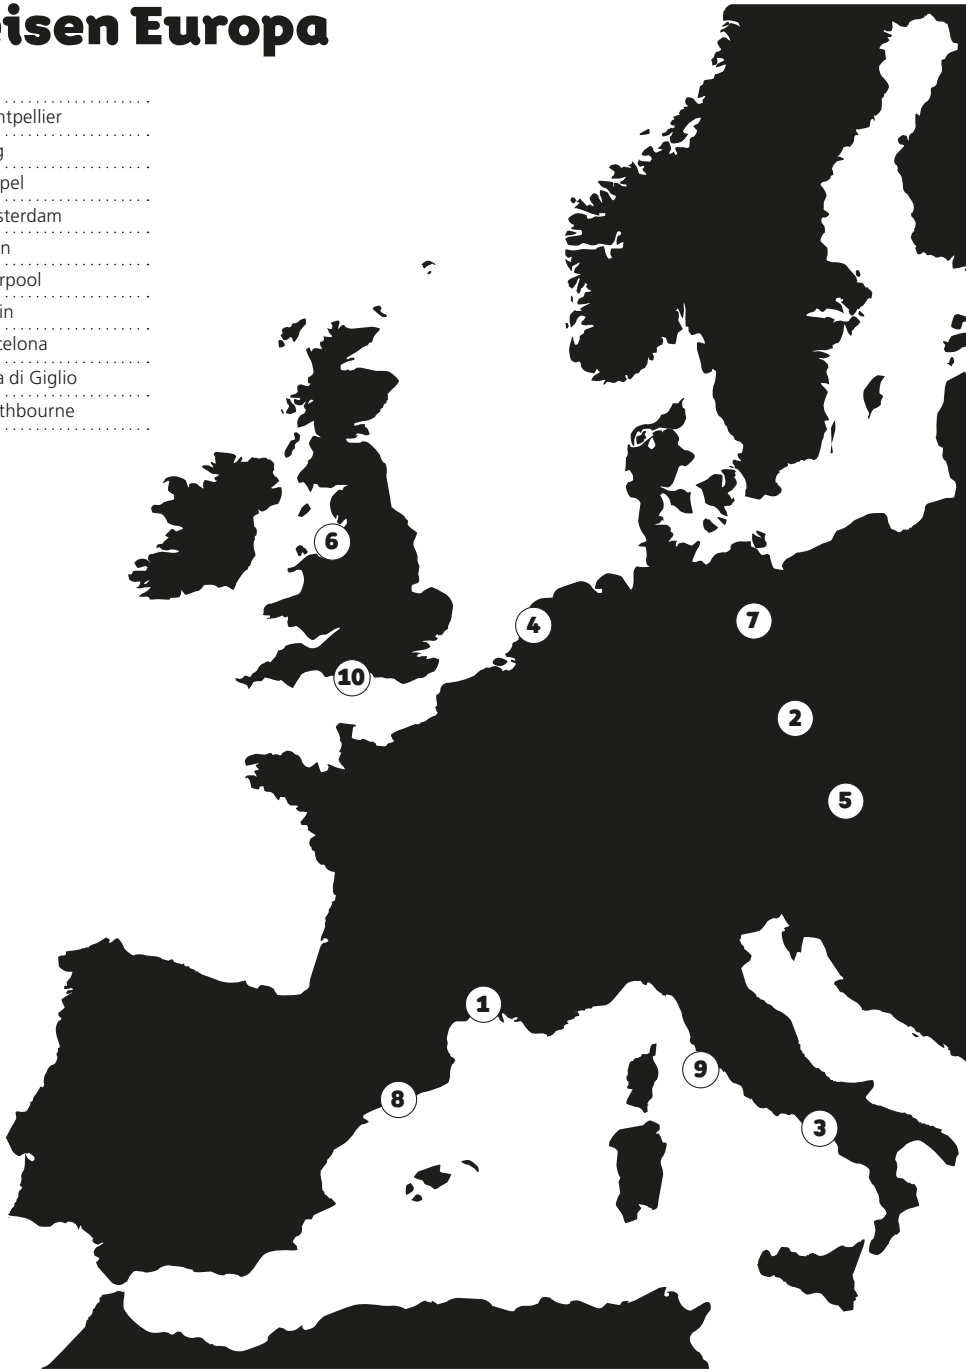 eisen Europa
ntpellier
g
pel
sterdam
n
rpool
in
celona
a di Giglio
thbourne
6
4
7
10
2
5
1
9
8
3